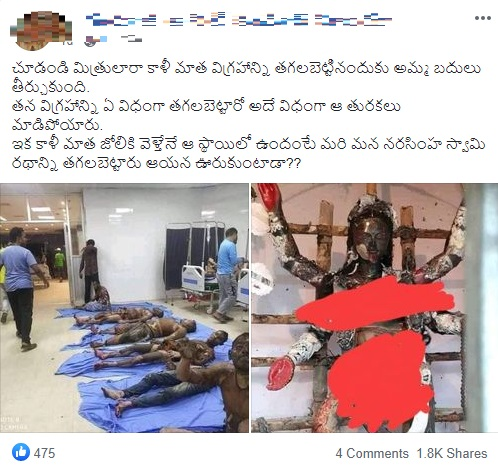 చూడండి మిత్రులారా కాళీ మాత విగ్రహాన్ని తగలబెట్టినందుకు అమ్మ బదులు
తీర్చుకుంది.
తన విగ్రహాన్ని ఏ విధంగా తగలబెట్టారో అదే విధంగా ఆ తురకలు
మాడిపోయారు.
ఇక కాళీ మాత జోలికి వెళ్తేనే ఆ ఫ్లాయిలో ఉందంటే మరి మన నరసింహ స్వామి
రథాన్ని తగలబెట్టారు ఆయన ఊరుకుంటాడా??
475
4 Comments 1.8K Shares